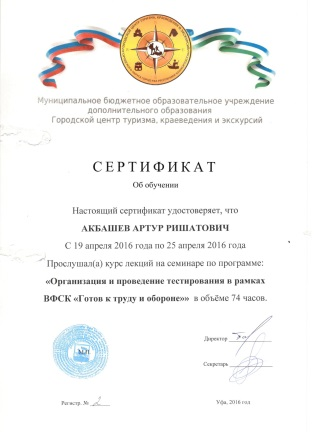 Муниципальное бюджетное образовательное учреждение
дополнительного образования
Городской центр туризма, краеведения и экскурсий
СЕРТИФИКАТ
Об обучении
Настоящий сертификат удостоверяет, что
АКБАШЕВ АРТУР РИШАТОВИЧ
С 19 апреля 2016 года по 25 апреля 2016 года
Прослушал(а) курс лекций на семинаре по программе:
«Организация и проведение тестирования в рамках
ВФСК «Готов к труду и обороне»» в объёме 74 часов.
Директор
Секретарь
М.П
Регистр. № 2
Уфа, 2016 год